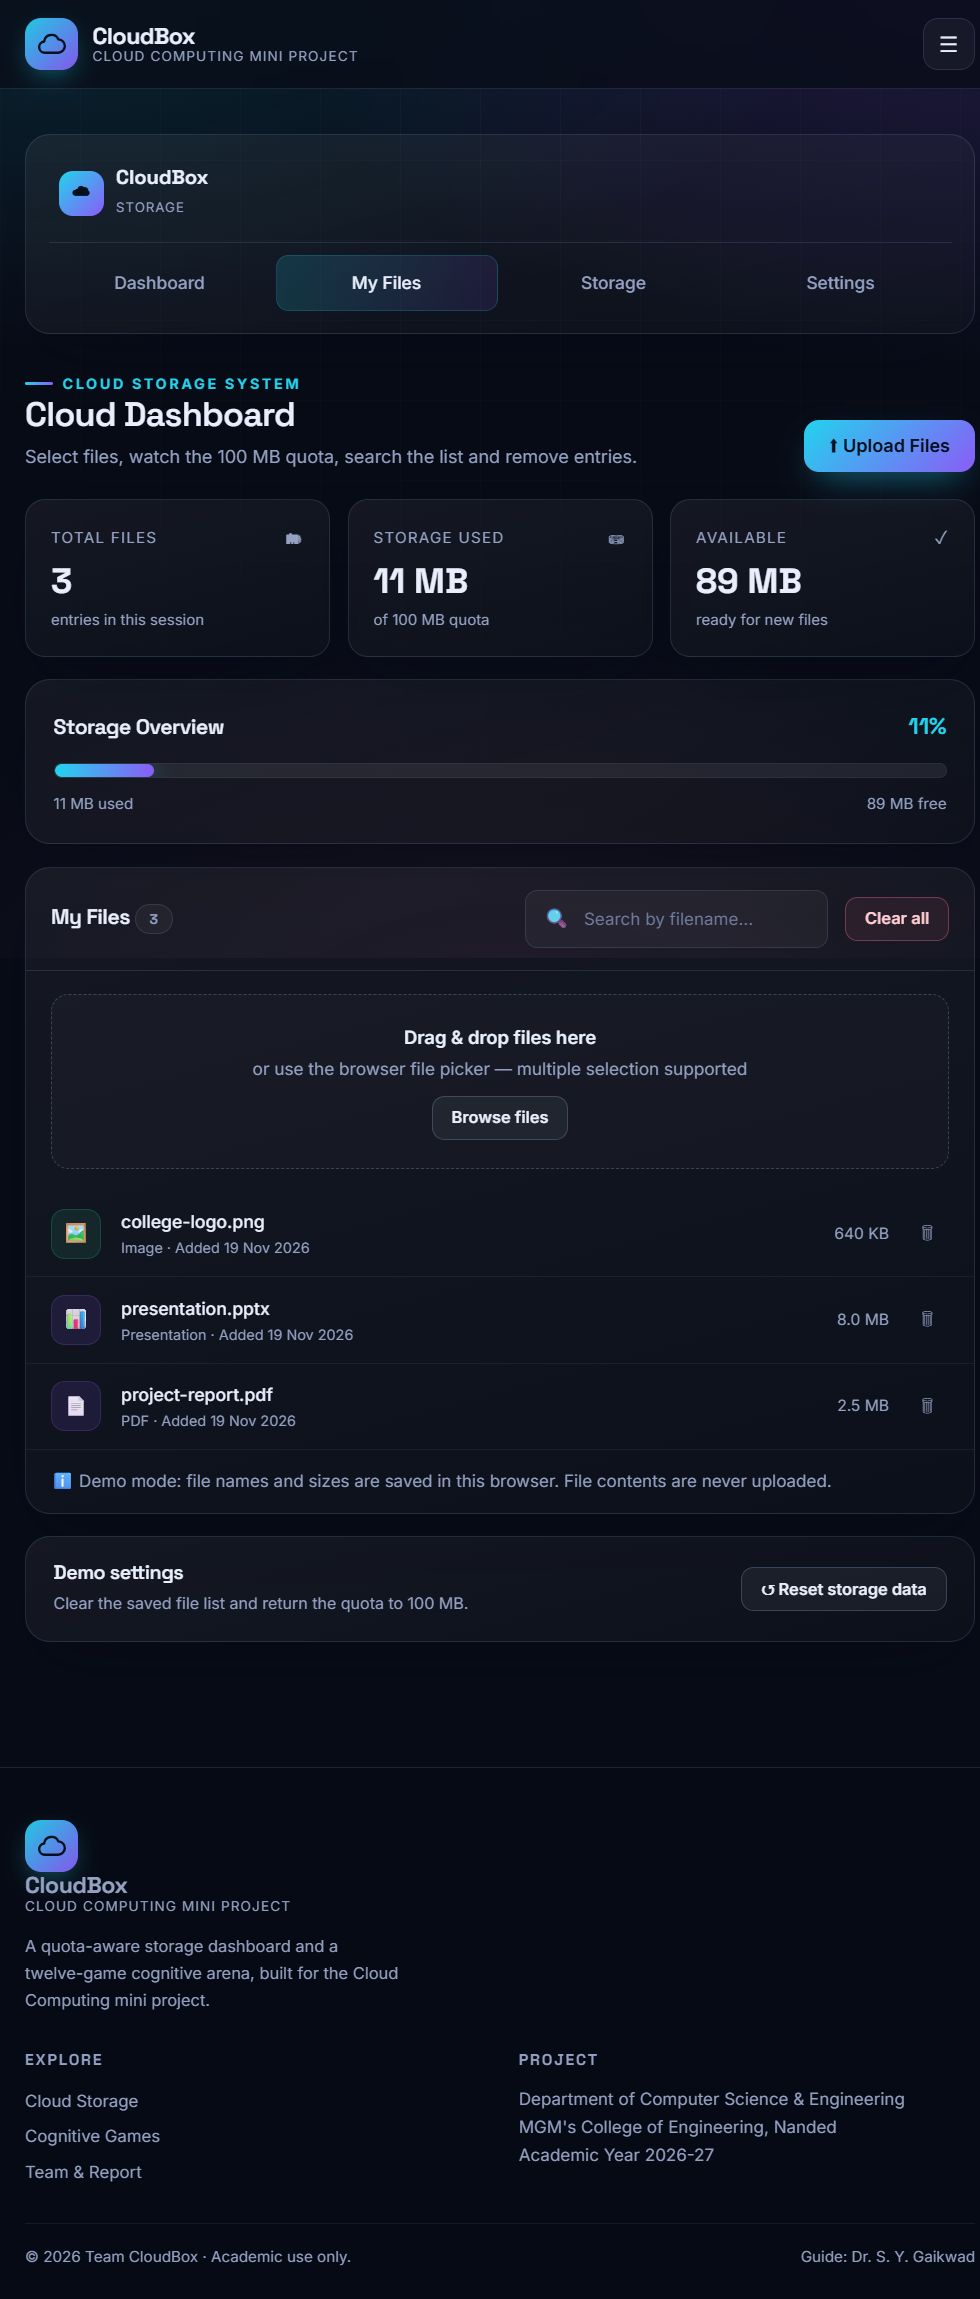 CloudBox
CLOUD COMPUTING MINI PROJECT
CloudBox
STORAGE
Dashboard
My Files
Storage
Settings
CLOUD STORAGE SYSTEM
Cloud Dashboard
Select files, watch the 100 MB quota, search the list and remove entries.
⬆ Upload Files
TOTAL FILES
3
entries in this session
STORAGE USED
11 MB
of 100 MB quota
AVAILABLE ✓
89 MB
ready for new files
Storage Overview
11%
11 MB used
89 MB free
My Files 3
Search by filename...
Clear all
Drag & drop files here
or use the browser file picker — multiple selection supported
Browse files
college-logo.png
Image · Added 19 Nov 2026
640 KB
presentation.pptx
Presentation · Added 19 Nov 2026
8.0 MB
project-report.pdf
PDF · Added 19 Nov 2026
2.5 MB
ℹ Demo mode: file names and sizes are saved in this browser. File contents are never uploaded.
Demo settings
Clear the saved file list and return the quota to 100 MB.
↺ Reset storage data
CloudBox
CLOUD COMPUTING MINI PROJECT
A quota-aware storage dashboard and a
twelve-game cognitive arena, built for the Cloud
Computing mini project.
EXPLORE
Cloud Storage
Cognitive Games
Team & Report
PROJECT
Department of Computer Science & Engineering
MGM's College of Engineering, Nanded
Academic Year 2026-27
© 2026 Team CloudBox · Academic use only.
Guide: Dr. S. Y. Gaikwad